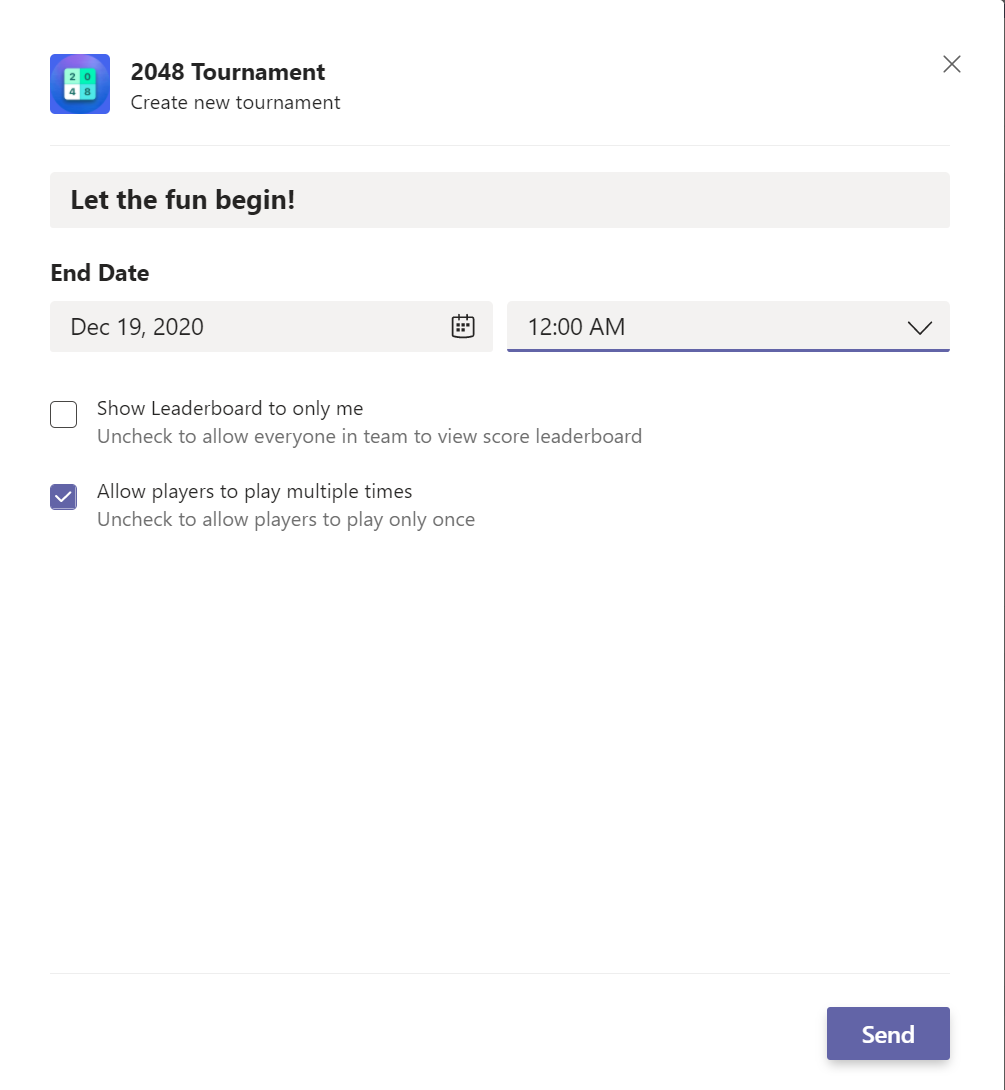 2 0
4 8
2048 Tournament
Create new tournament
Let the fun begin!
End Date
Dec 19, 2020
12:00 AM
Show Leaderboard to only me
Uncheck to allow everyone in team to view score leaderboard
Allow players to play multiple times
Uncheck to allow players to play only once
Send